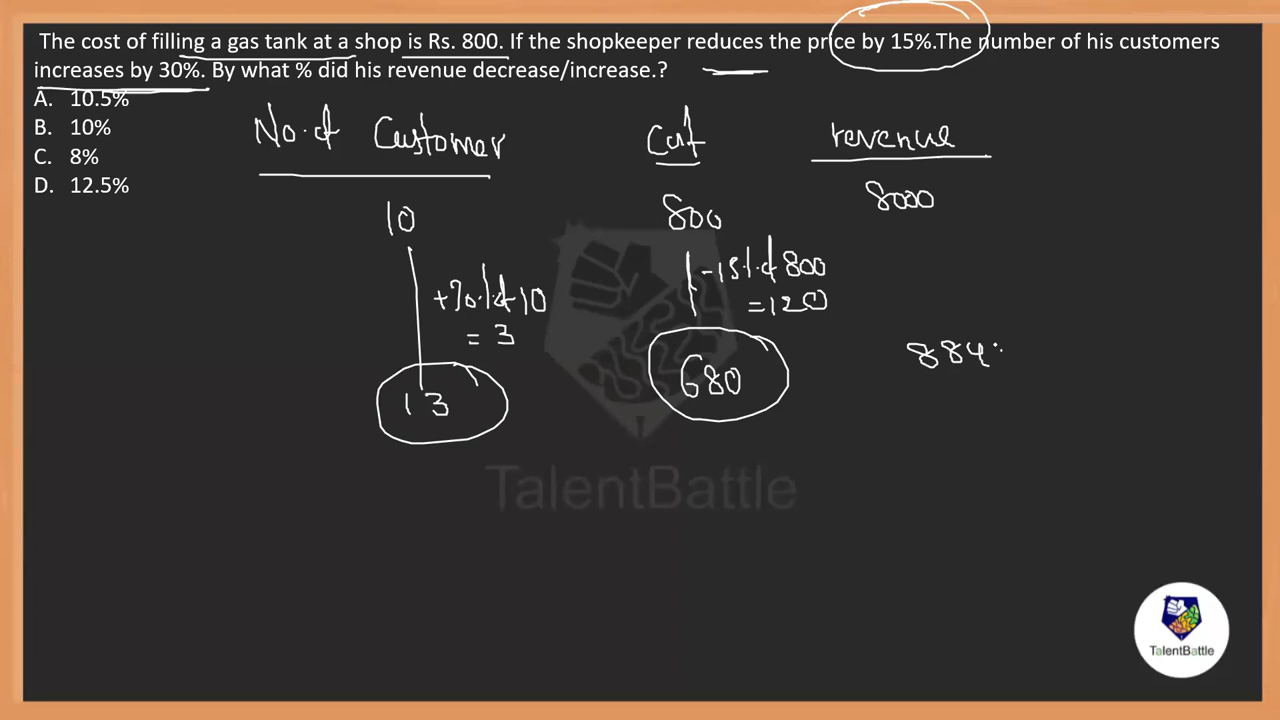 The cost of filling a gas tank at a shop is Rs. 800. If the shopkeeper reduces the price by 15%.The number of his customers
increases by 30%. By what % did his revenue decrease/increase.?
A. 10.5%
B. 10%
C. 8%
D. 12.5%
No. of Customer
revenue
10
800
8000
-15% of 800
= 120
+30% of 10
= 3
884
13
680
TalentBattle
TalentBattle